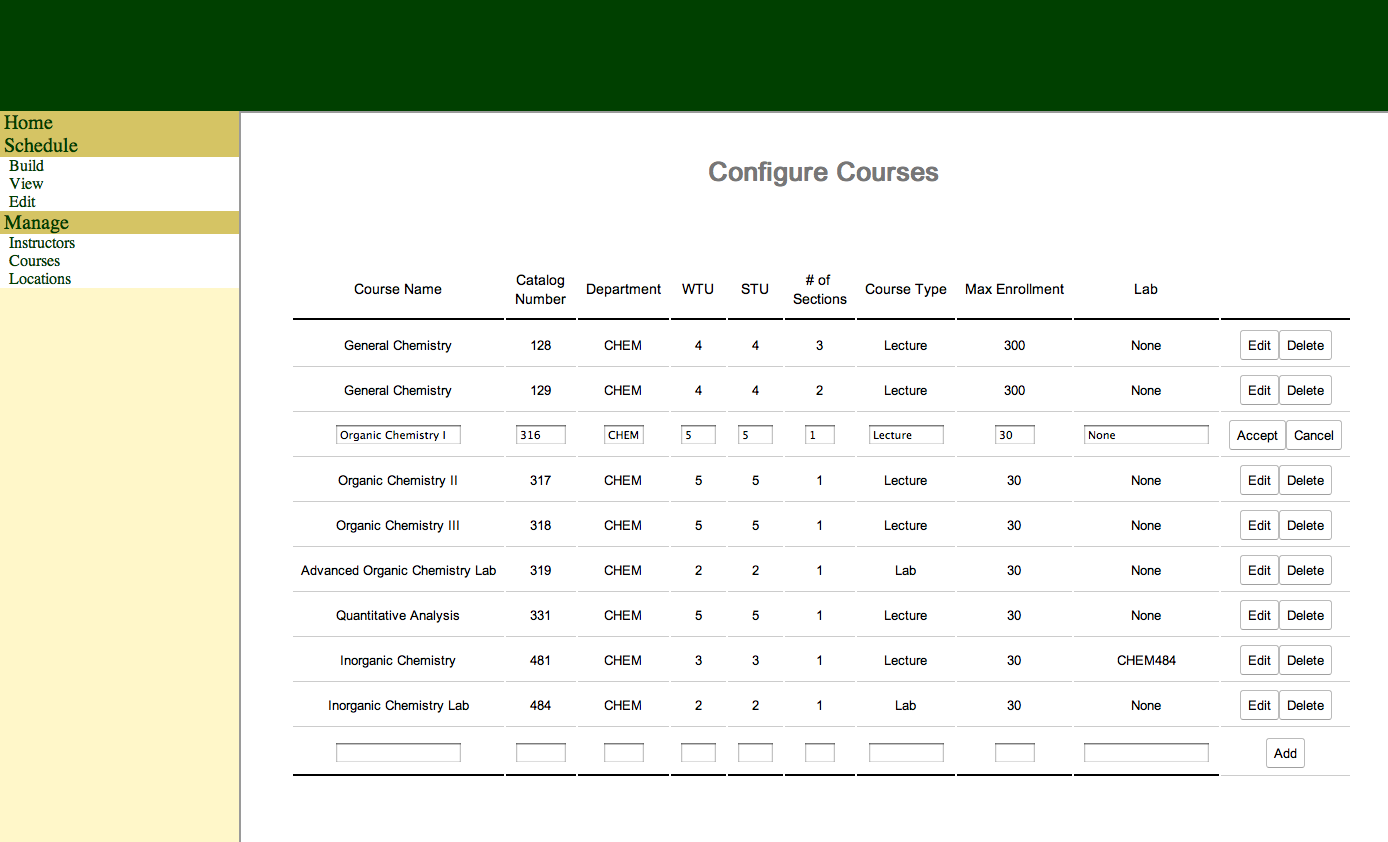 Home
Schedule
Build
View
Edit
Manage
Instructors
Courses
Locations
Configure Courses
Course Name Catalog Number Department WTU STU # of Sections Course Type Max Enrollment Lab
General Chemistry 128 CHEM 4 4 3 Lecture 300 None Edit Delete
General Chemistry 129 CHEM 4 4 2 Lecture 300 None Edit Delete
Organic Chemistry I 316 CHEM 5 5 1 Lecture 30 None Accept Cancel
Organic Chemistry II 317 CHEM 5 5 1 Lecture 30 None Edit Delete
Organic Chemistry III 318 CHEM 5 5 1 Lecture 30 None Edit Delete
Advanced Organic Chemistry Lab 319 CHEM 2 2 1 Lab 30 None Edit Delete
Quantitative Analysis 331 CHEM 5 5 1 Lecture 30 None Edit Delete
Inorganic Chemistry 481 CHEM 3 3 1 Lecture 30 CHEM484 Edit Delete
Inorganic Chemistry Lab 484 CHEM 2 2 1 Lab 30 None Edit Delete
Add